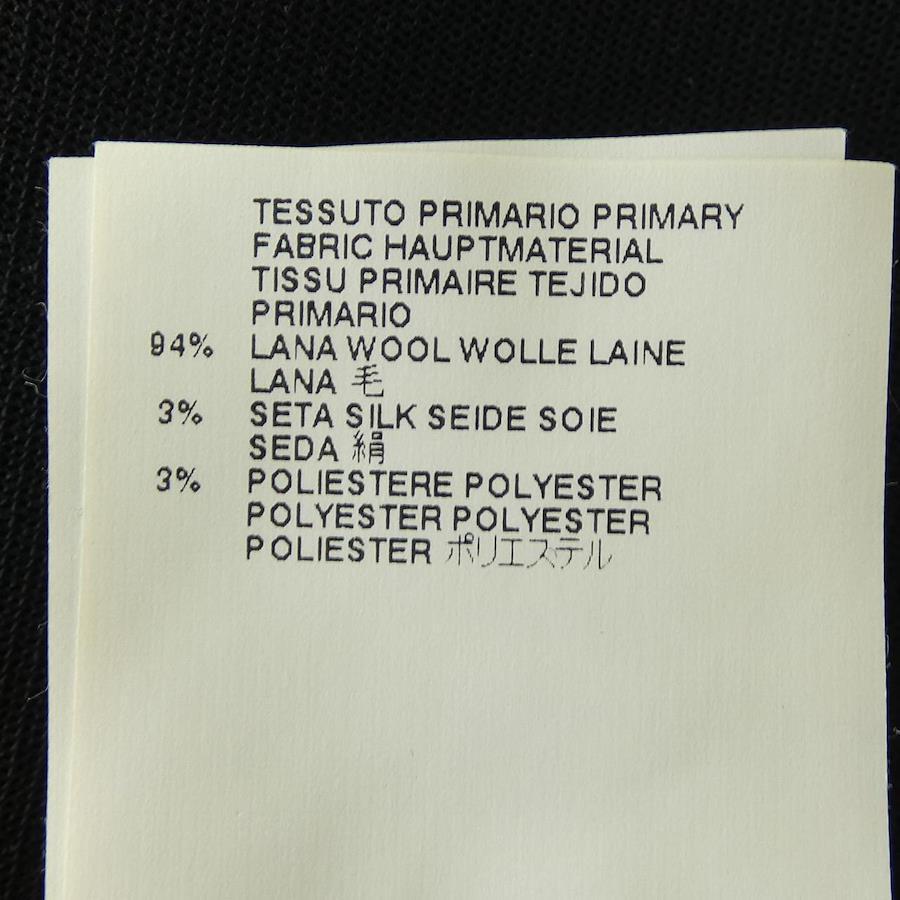 TESSUTO PRIMARIO PRIMARY
FABRIC HAUPTMATERIAL
TISSU PRIMAIRE TEJIDO
PRIMARIO
94% LANA WOOL WOLLE LAINE
LANA 毛
3% SETA SILK SEIDE SOIE
SEDA 絹
3% POLIESTERE POLYESTER
POLYESTER POLYESTER
POLIESTER ポリエステル